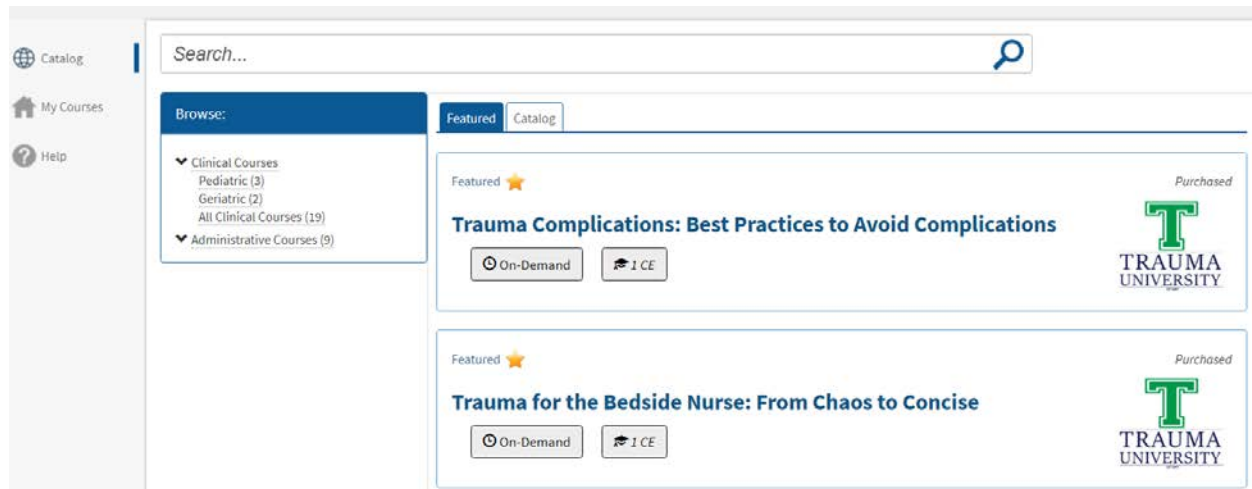 Catalog
My Courses
Help
Search...
Browse:
Clinical Courses
Pediatric (3)
Geriatric (2)
All Clinical Courses (19)
Administrative Courses (9)
Featured
Catalog
Featured
Purchased
Trauma Complications: Best Practices to Avoid Complications
On-Demand
1 CE
T
TRAUMA
UNIVERSITY
Featured
Purchased
Trauma for the Bedside Nurse: From Chaos to Concise
On-Demand
1 CE
T
TRAUMA
UNIVERSITY